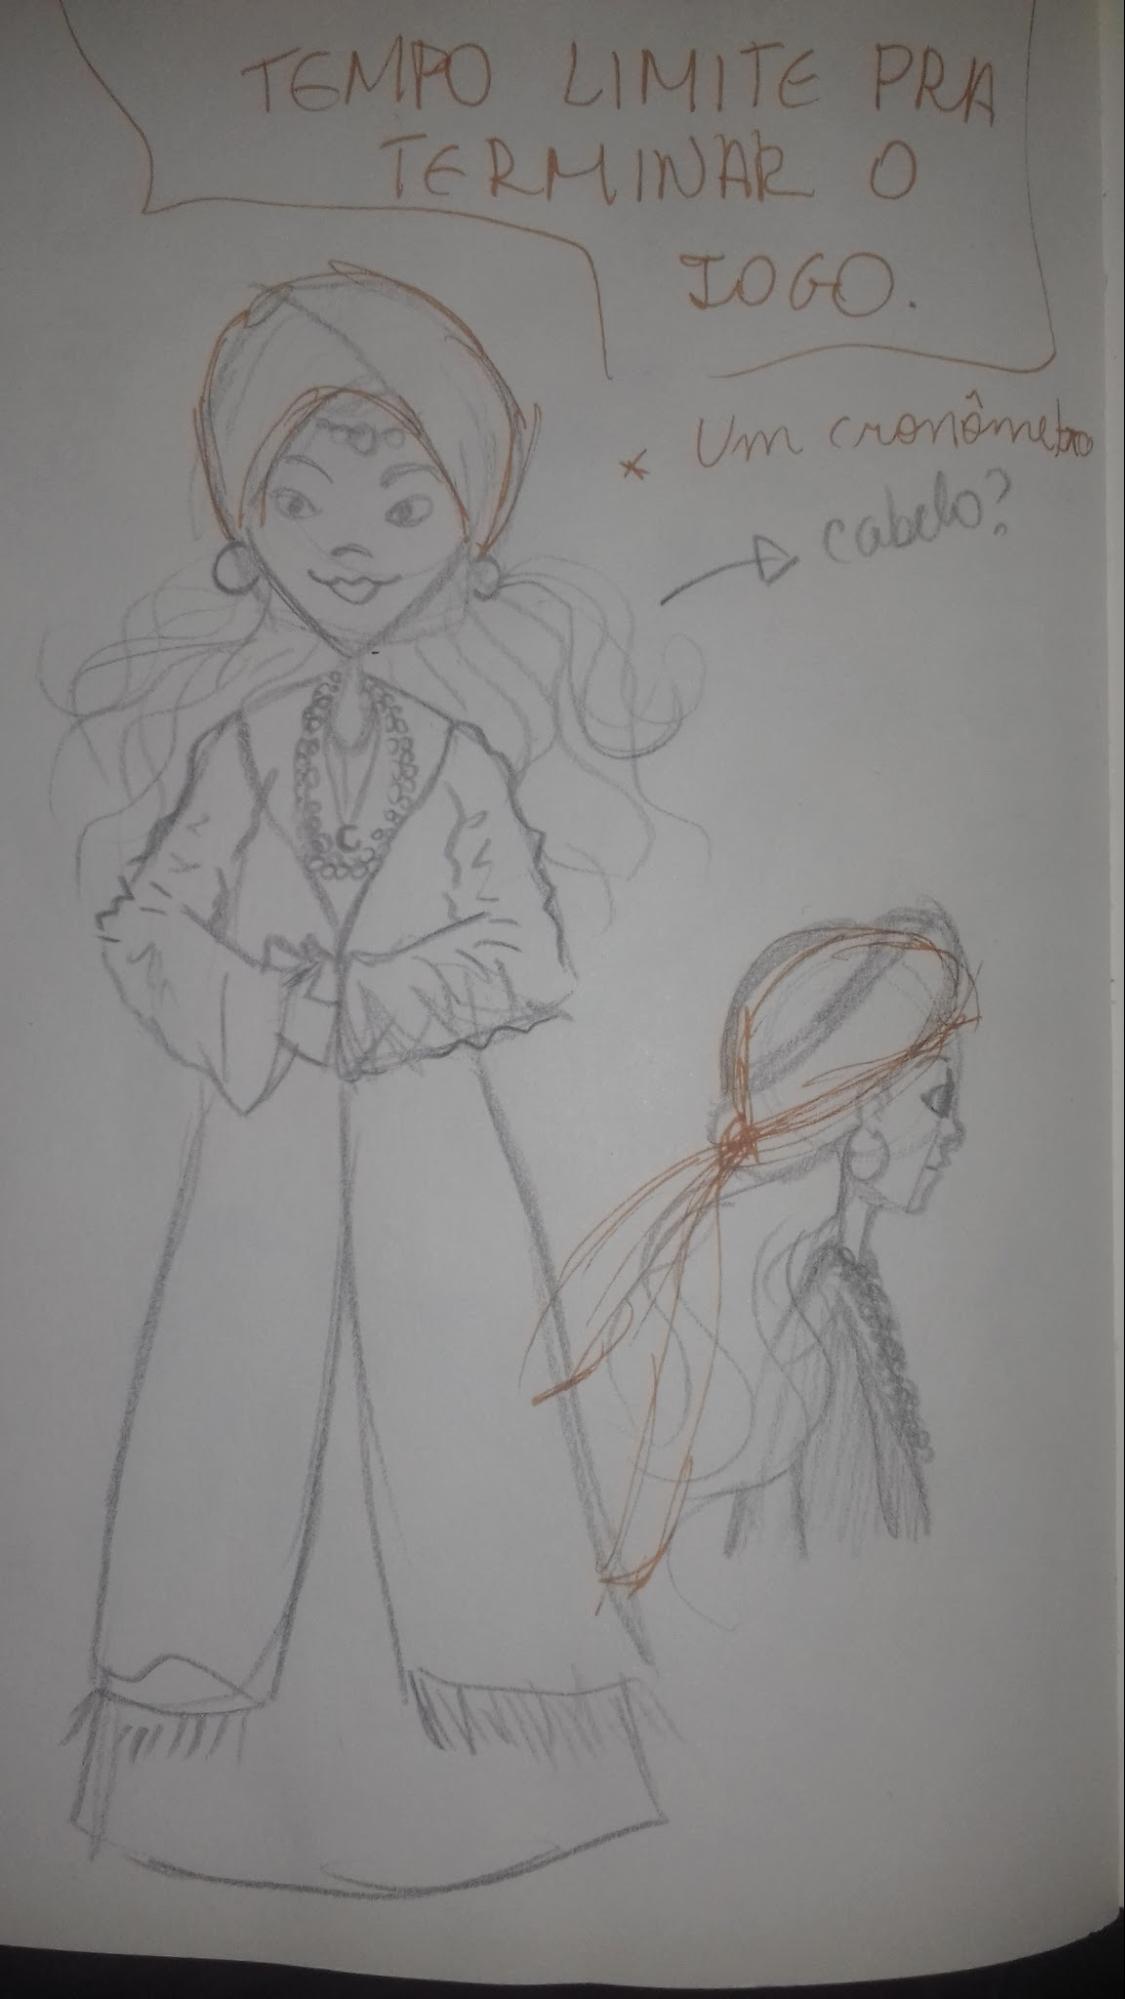 TEMPO LIMITE PRA
TERMINAR O
JOGO.
* Um cronômetro
→ cabelo?